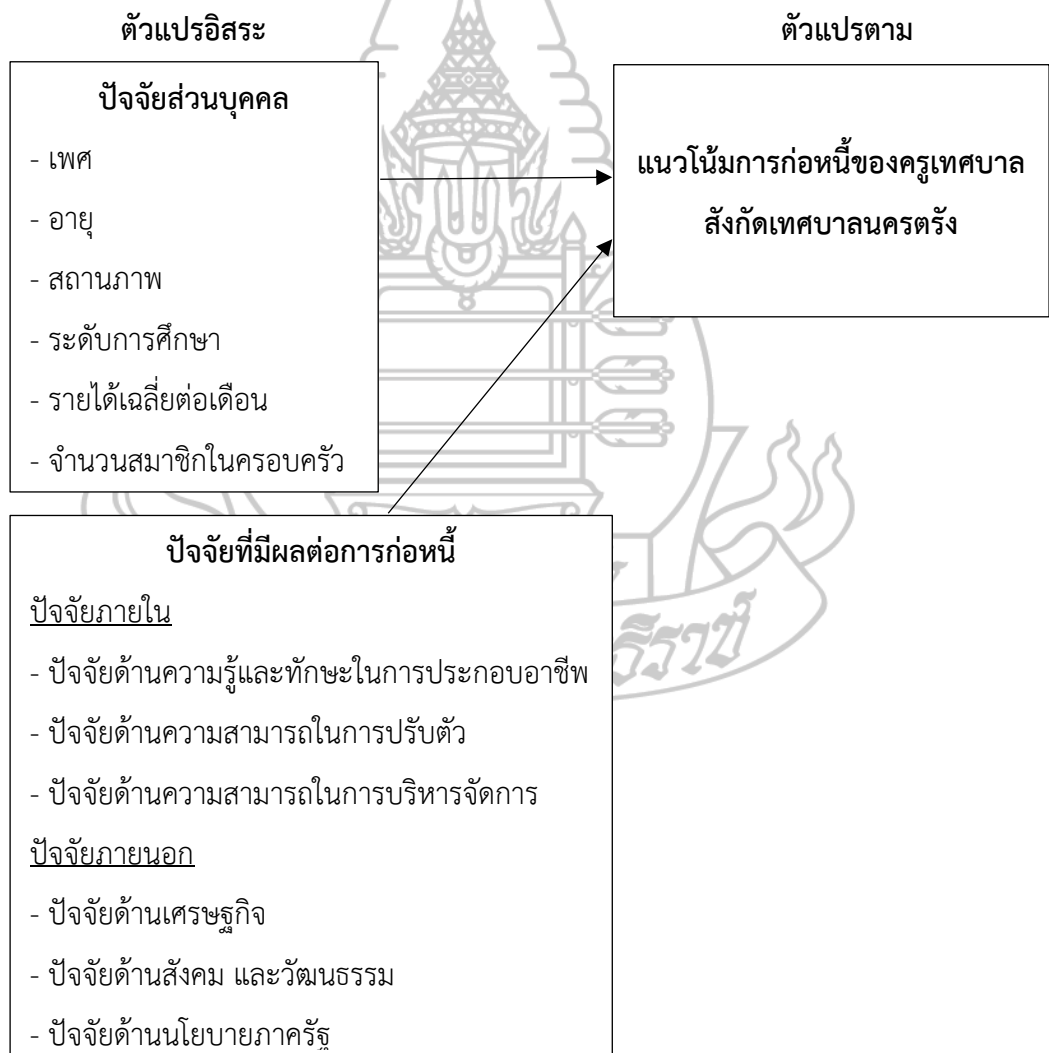 ตัวแปรอิสระ
ตัวแปรตาม
ปัจจัยส่วนบุคคล
- เพศ
- อายุ
- สถานภาพ
- ระดับการศึกษา
- รายได้เฉลี่ยต่อเดือน
- จำนวนสมาชิกในครอบครัว
แนวโน้มการก่อหนี้ของครูเทศบาล
สังกัดเทศบาลนครตรัง
ปัจจัยที่มีผลต่อการก่อหนี้
ปัจจัยภายใน
- ปัจจัยด้านความรู้และทักษะในการประกอบอาชีพ
- ปัจจัยด้านความสามารถในการปรับตัว
- ปัจจัยด้านความสามารถในการบริหารจัดการ
ปัจจัยภายนอก
- ปัจจัยด้านเศรษฐกิจ
- ปัจจัยด้านสังคม และวัฒนธรรม
- ปัจจัยด้านนโยบายภาครัฐ